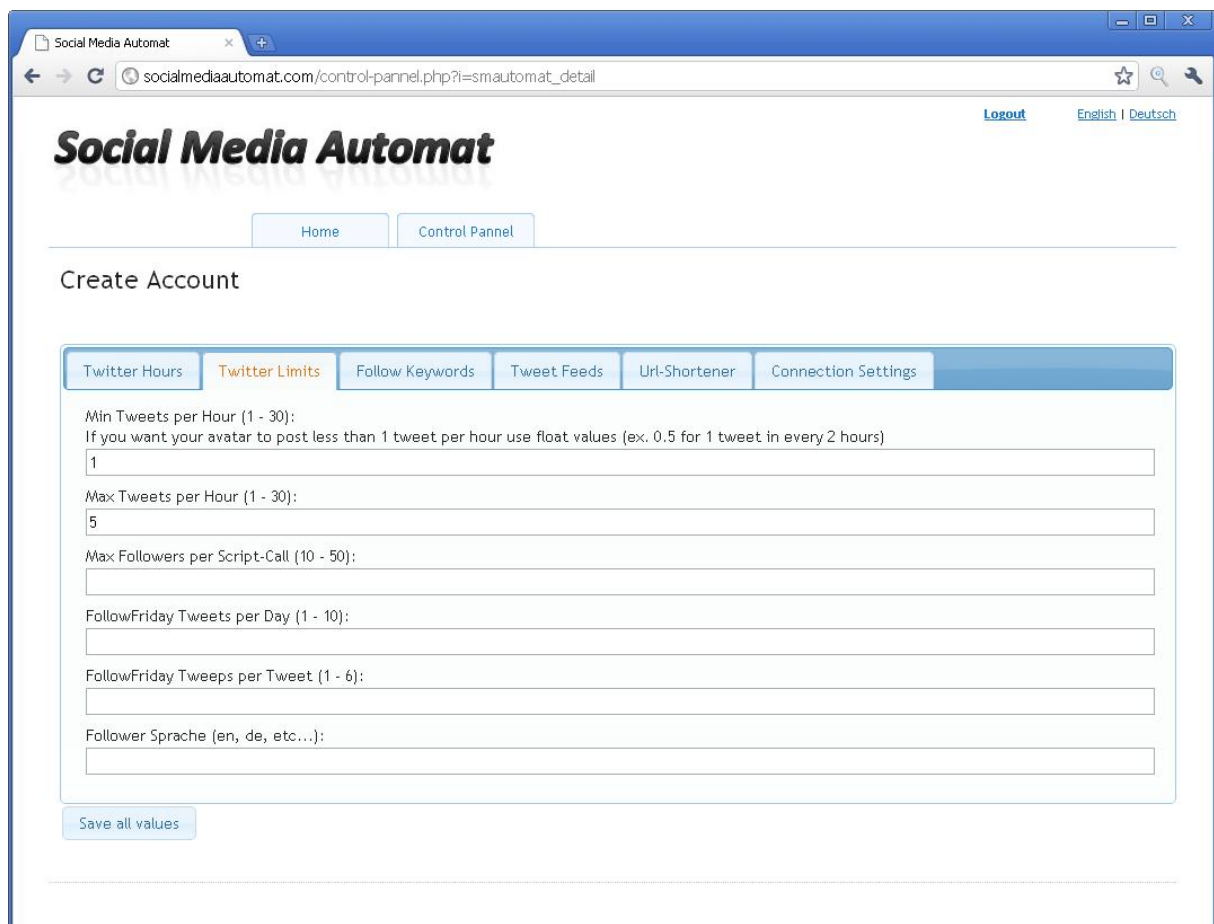 Social Media Automat
socialmediaautomat.com/control-pannel.php?i=smautomat_detail
Logout English | Deutsch
Social Media Automat
Home Control Pannel
Create Account
Twitter Hours Twitter Limits Follow Keywords Tweet Feeds Url-Shortener Connection Settings
Min Tweets per Hour (1 - 30):
If you want your avatar to post less than 1 tweet per hour use float values (ex. 0.5 for 1 tweet in every 2 hours)
1
Max Tweets per Hour (1 - 30):
5
Max Followers per Script-Call (10 - 50):
FollowFriday Tweets per Day (1 - 10):
FollowFriday Tweeps per Tweet (1 - 6):
Follower Sprache (en, de, etc...):
Save all values